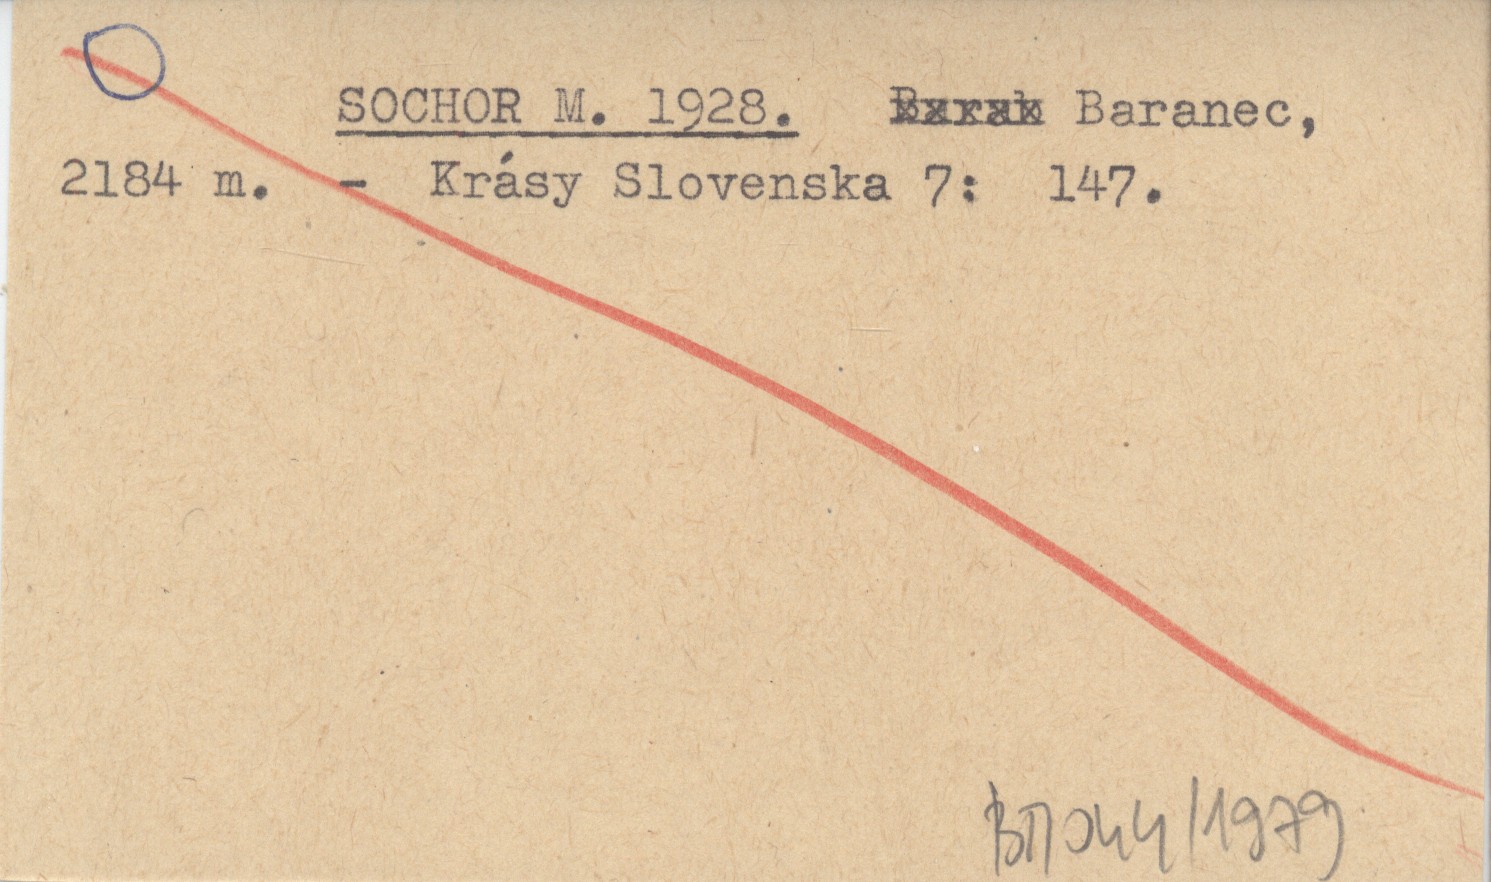 SOCHOR M. 1928. Baranec,
2184 m. - Krásy Slovenska 7: 147.